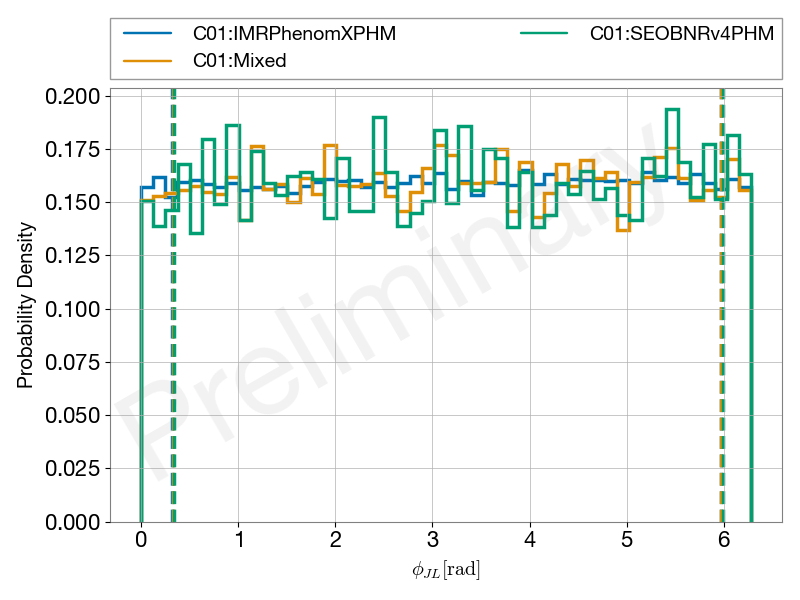 C01:IMRPhenomXPHM
C01:SEOBNRv4PHM
C01:Mixed
0.200
0.175
0.150
0.125
0.100
0.075
0.050
0.025
0.000
Probability Density
Preliminary
0 1 2 3 4 5 6
ϕ_JL[rad]